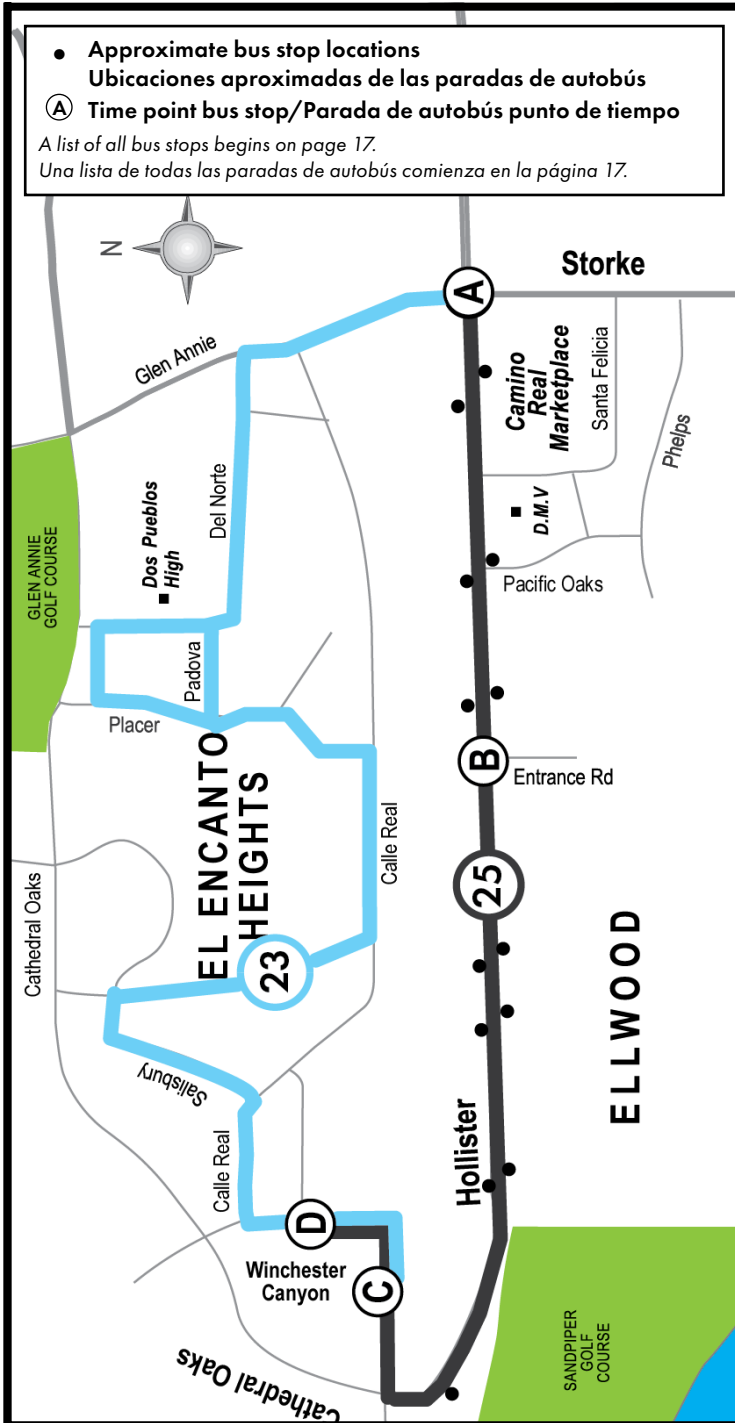 Approximate bus stop locations
Ubicaciones aproximadas de las paradas de autobús
A Time point bus stop/Parada de autobús punto de tiempo
A list of all bus stops begins on page 17.
Una lista de todas las paradas de autobús comienza en la página 17.
N
Storke
A
Glen Annie
Camino
Real
Marketplace
Santa Felicia
Phelps
GLEN ANNIE
GOLF COURSE
Dos Pueblos
High
Del Norte
D.M.V
Pacific Oaks
Padova
Placer
B
Entrance Rd
EL ENCANTO
HEIGHTS
Calle Real
25
Cathedral Oaks
23
ELLWOOD
Salisbury
Hollister
Calle Real
D
Winchester
Canyon
C
SANDPIPER
GOLF
COURSE
Cathedral Oaks